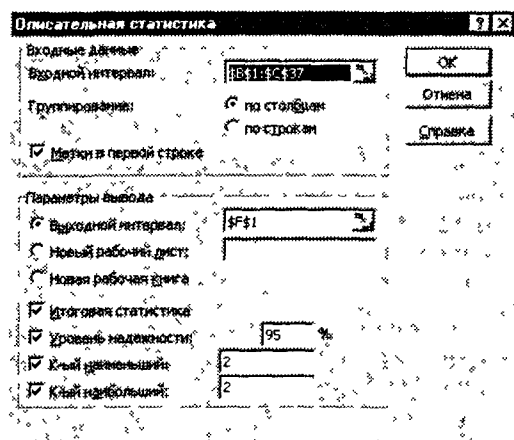 Описательная статистика
Входные данные
Входной интервал: $B$1:$C$37
Группирование: по столбцам
по строкам
Метки в первой строке
OK
Отмена
Справка
Параметры вывода
Выходной интервал: $F$1
Новый рабочий лист:
Новая рабочая книга
Итоговая статистика
Уровень надежности: 95 %
К-ый наименьший: 2
К-ый наибольший: 2